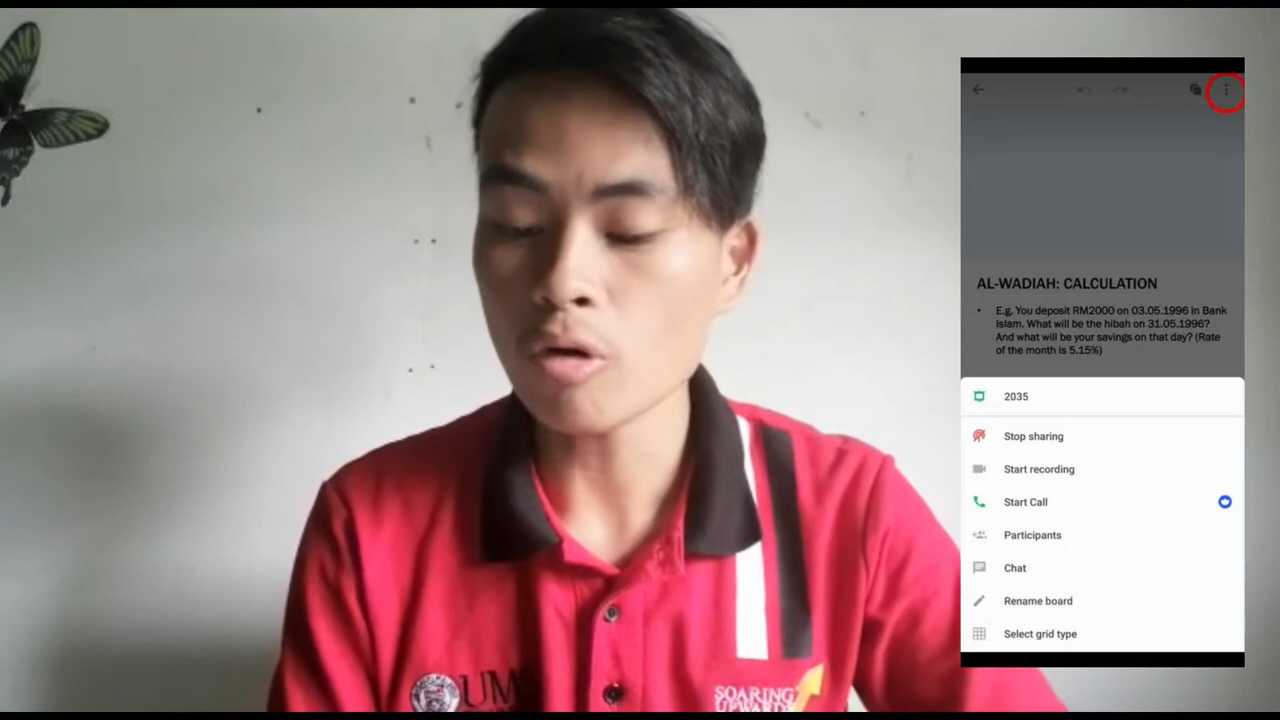 AL-WADIAH: CALCULATION
• E.g. You deposit RM2000 on 03.05.1996 in Bank
Islam. What will be the hibah on 31.05.1996?
And what will be your savings on that day? (Rate
of the month is 5.15%)
2035
Stop sharing
Start recording
Start Call
Participants
Chat
Rename board
Select grid type
UM
SOARING
UPWARDS